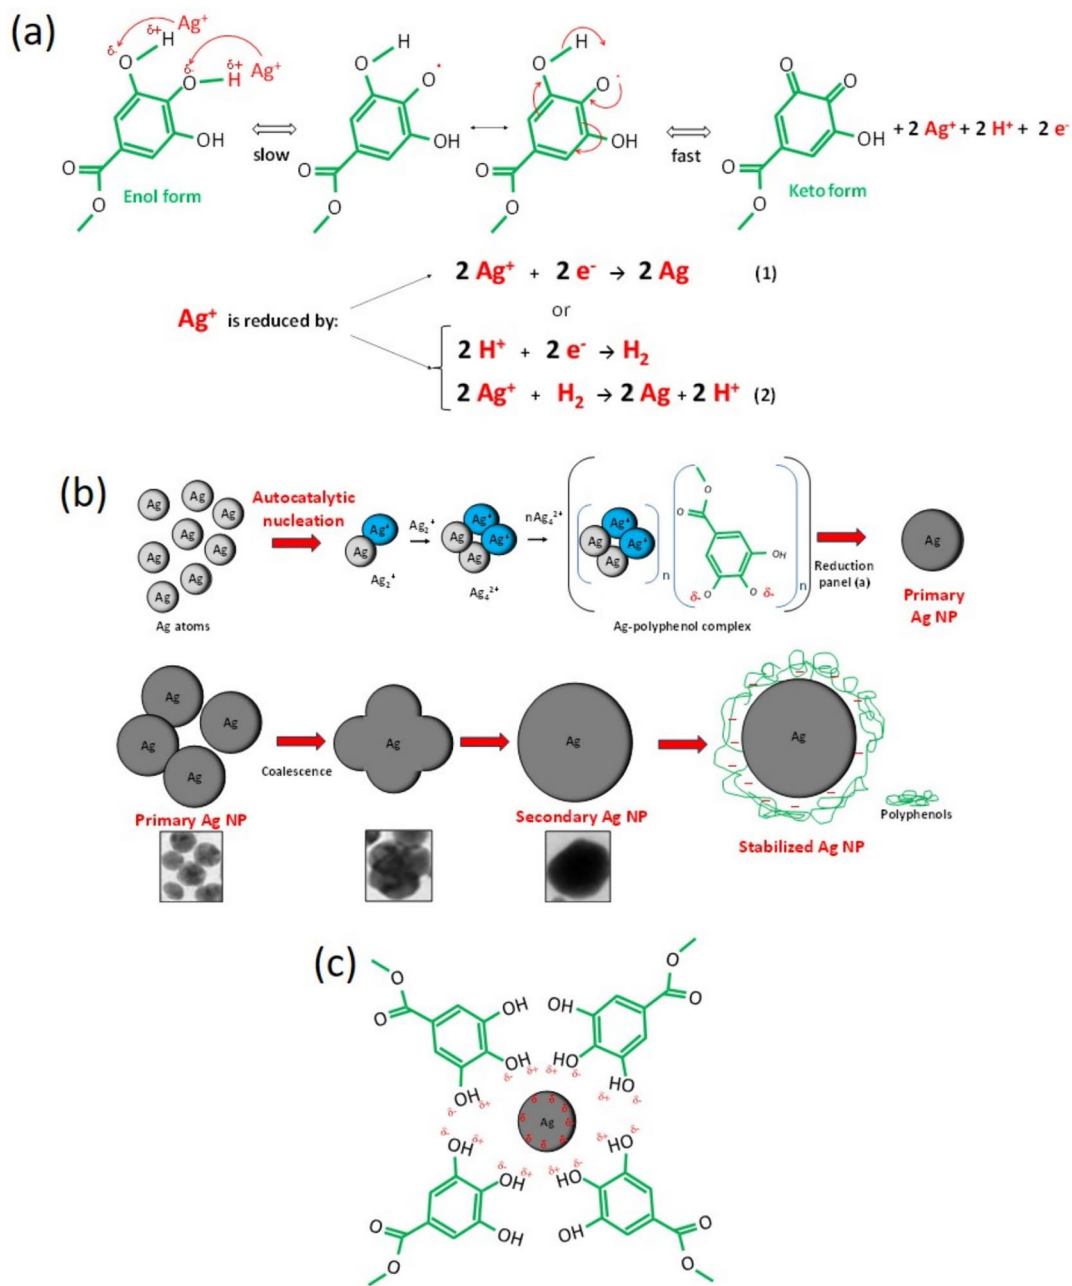 (a)
δ- δ+ H Ag⁺
O δ- δ+
O H Ag⁺
OH
O
O
Enol form
slow
H
O O •
OH
O
O
H
O O •
OH
O
O
fast
O
O
OH
O
O
Keto form
+ 2 Ag⁺ + 2 H⁺ + 2 e⁻
2 Ag⁺ + 2 e⁻ → 2 Ag (1)
Ag⁺ is reduced by:
or
2 H⁺ + 2 e⁻ → H₂
2 Ag⁺ + H₂ → 2 Ag + 2 H⁺ (2)
(b)
Ag Ag Ag Ag Ag Ag Ag Ag Ag
Ag atoms
Autocatalytic
nucleation
Ag⁺
Ag
Ag₂⁺
Ag₂⁺
Ag⁺
Ag Ag⁺
Ag
Ag₄²⁺
nAg₄²⁺
Ag⁺
Ag Ag⁺
Ag
n
O
O
OH
O O
δ- δ-
n
Ag-polyphenol complex
Reduction
panel (a)
Ag
Primary
Ag NP
Ag
Ag
Ag
Ag
Primary Ag NP
Coalescence
Ag
Ag
Secondary Ag NP
Ag
Polyphenols
Stabilized Ag NP
(c)
O
O
OH
OH
OH
δ- δ+
δ- δ+
O
O
OH
HO
HO
δ+ δ-
δ+ δ-
δ δ δ
δ Ag δ
δ δ δ
δ- δ+
OH
OH
OH
δ- δ+
O
O
δ+ δ-
HO
HO
OH
δ+ δ-
O
O